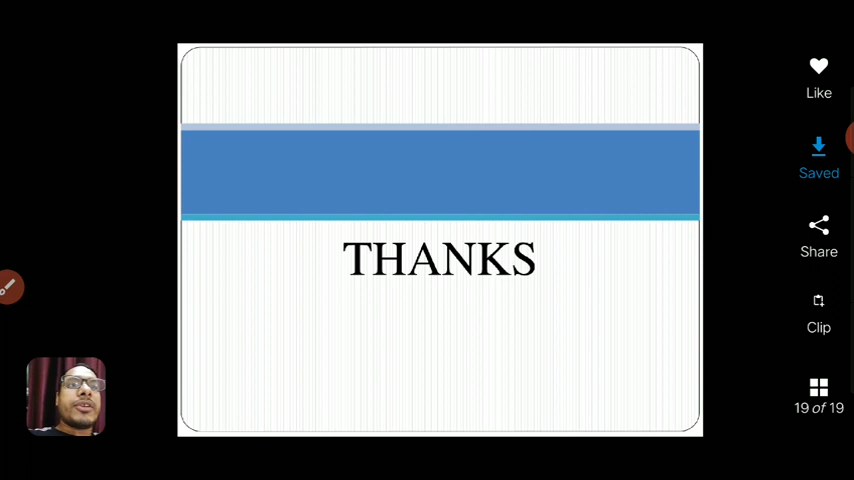 Like
Saved
THANKS
Share
Clip
19 of 19